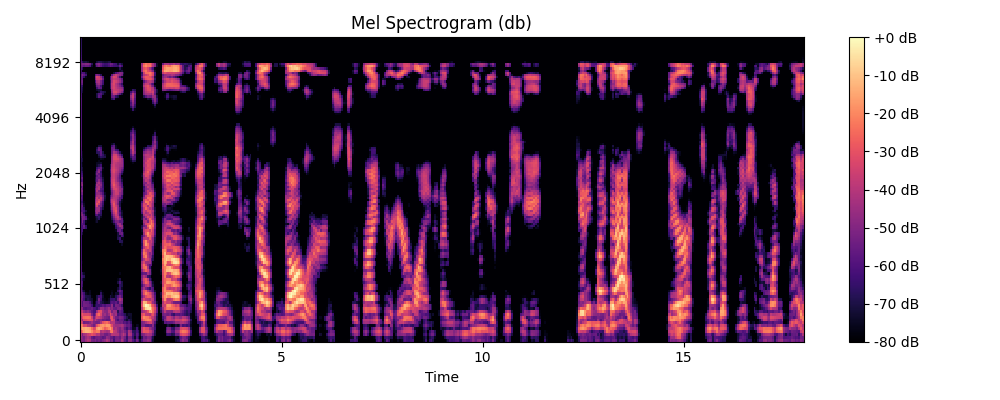 Mel Spectrogram (db)
Hz
8192
4096
2048
1024
512
0
0 5 10 15
Time
+0 dB
-10 dB
-20 dB
-30 dB
-40 dB
-50 dB
-60 dB
-70 dB
-80 dB